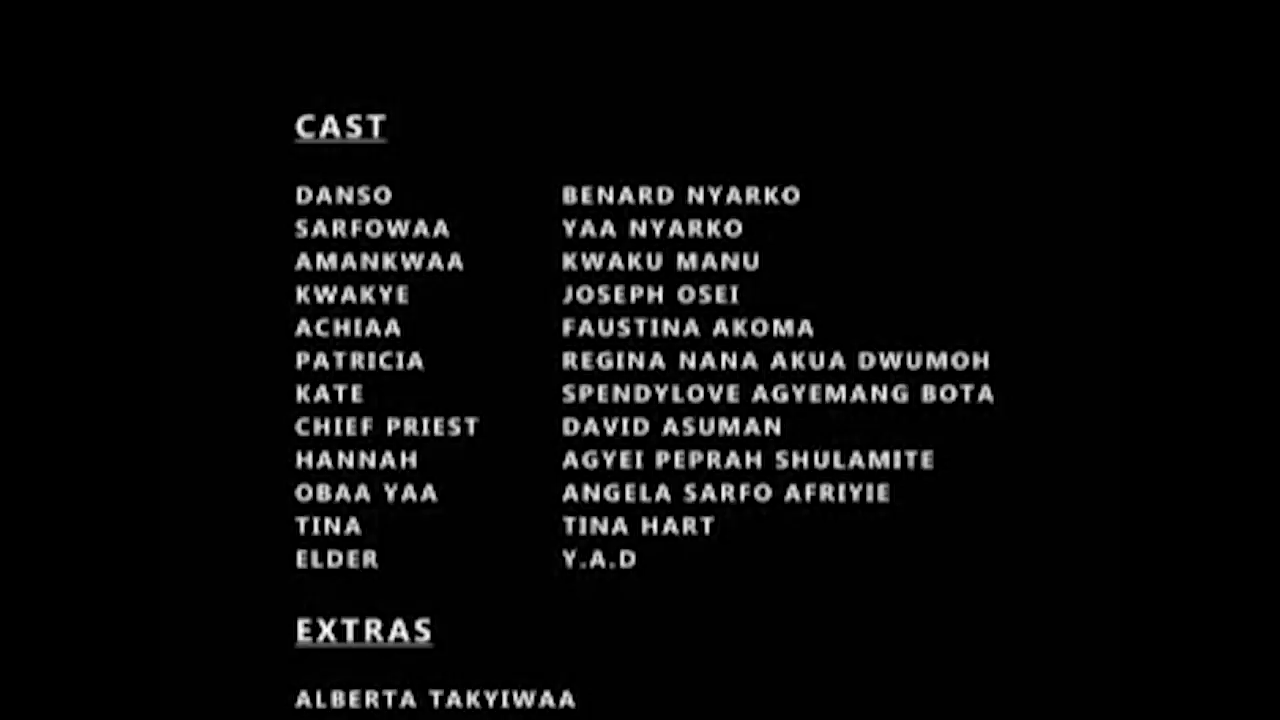 CAST
DANSO BENARD NYARKO
SARFOWAA YAA NYARKO
AMANKWAA KWAKU MANU
KWAKYE JOSEPH OSEI
ACHIAA FAUSTINA AKOMA
PATRICIA REGINA NANA AKUA DWUMOH
KATE SPENDYLOVE AGYEMANG BOTA
CHIEF PRIEST DAVID ASUMAN
HANNAH AGYEI PEPRAH SHULAMITE
OBAA YAA ANGELA SARFO AFRIYIE
TINA TINA HART
ELDER Y.A.D
EXTRAS
ALBERTA TAKYIWAA